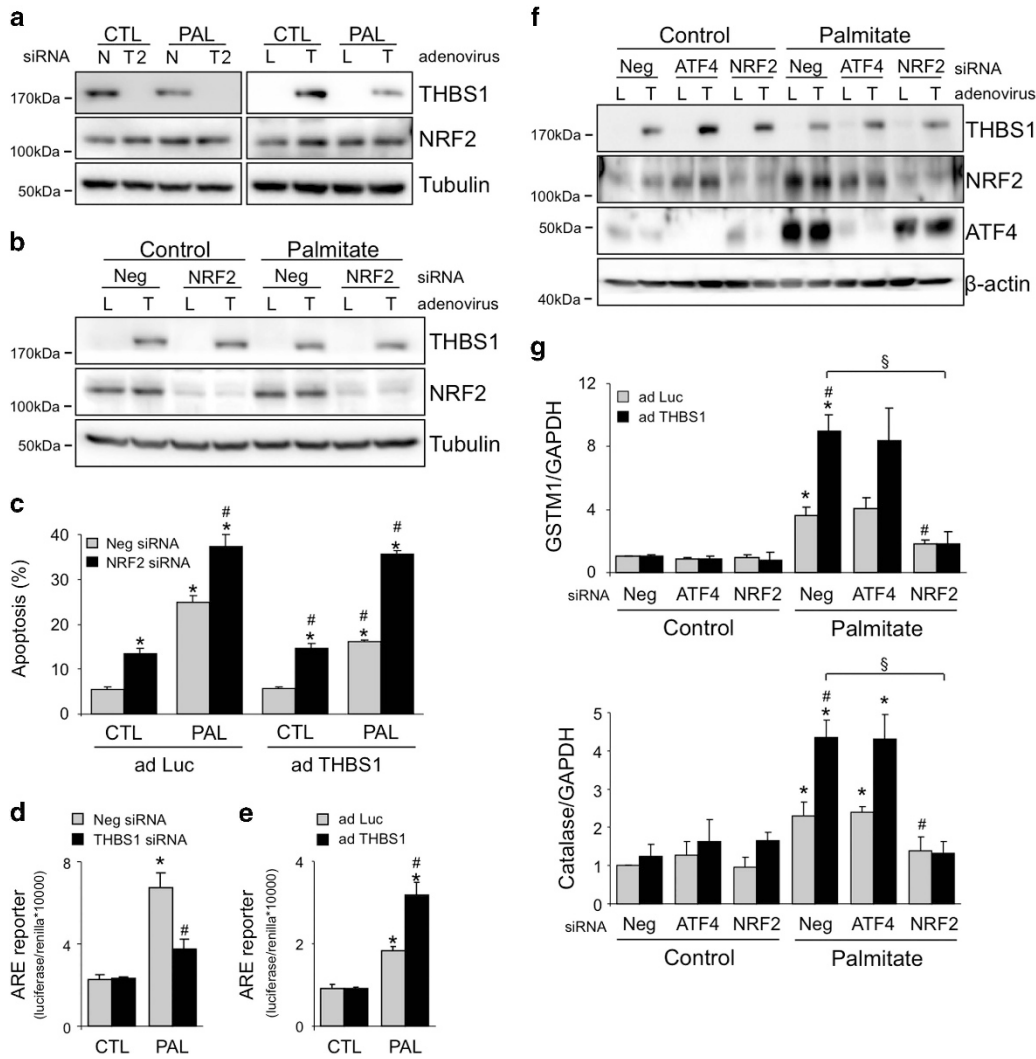 a
CTL PAL CTL PAL
siRNA N T2 N T2 L T L T adenovirus
170kDa THBS1
100kDa NRF2
50kDa Tubulin
b
Control Palmitate
Neg NRF2 Neg NRF2 siRNA
L T L T L T L T adenovirus
170kDa THBS1
100kDa NRF2
50kDa Tubulin
c
Neg siRNA
NRF2 siRNA
Apoptosis (%)
40
30
20
10
0
* * # * # * # * # *
CTL PAL CTL PAL
ad Luc ad THBS1
d
Neg siRNA
THBS1 siRNA
ARE reporter
(luciferase/renilla*10000)
8
4
0
* #
CTL PAL
e
ad Luc
ad THBS1
ARE reporter
(luciferase/renilla*10000)
4
2
0
* # *
CTL PAL
f
Control Palmitate
Neg ATF4 NRF2 Neg ATF4 NRF2 siRNA
L T L T L T L T L T L T adenovirus
170kDa THBS1
100kDa NRF2
50kDa ATF4
40kDa β-actin
g
ad Luc
ad THBS1
GSTM1/GAPDH
12
8
4
0
§
* # * #
siRNA Neg ATF4 NRF2 Neg ATF4 NRF2
Control Palmitate
Catalase/GAPDH
5
4
3
2
1
0
§
* # * * * #
siRNA Neg ATF4 NRF2 Neg ATF4 NRF2
Control Palmitate